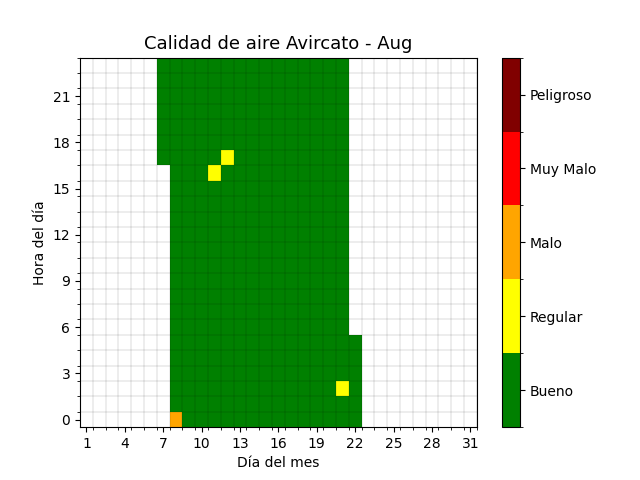 Calidad de aire Avircato - Aug
21
18
15
12
9
6
3
0
Hora del día
1 4 7 10 13 16 19 22 25 28 31
Día del mes
Peligroso
Muy Malo
Malo
Regular
Bueno